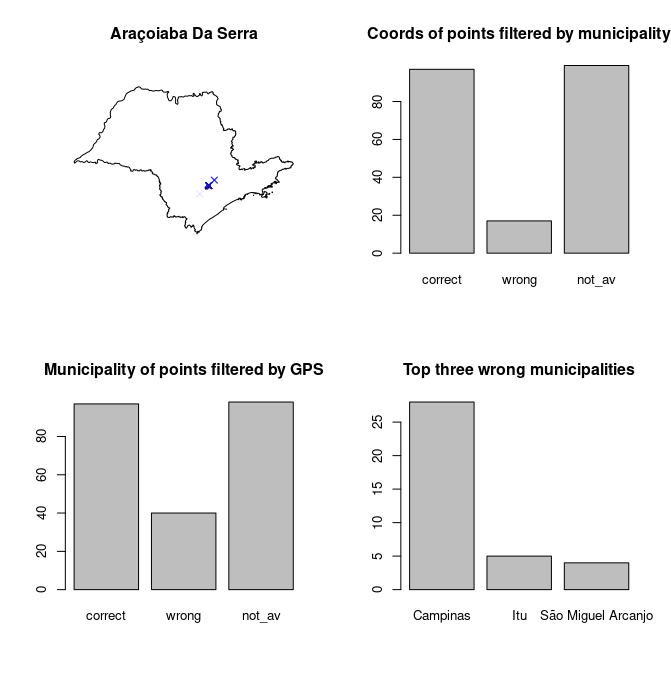 Araçoiaba Da Serra
Coords of points filtered by municipality
80
60
40
20
0
correct wrong not_av
Municipality of points filtered by GPS
80
60
40
20
0
correct wrong not_av
Top three wrong municipalities
25
20
15
10
5
0
Campinas Itu São Miguel Arcanjo